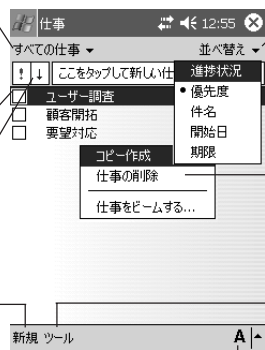 仕事 12:55
すべての仕事 並べ替え
! ↓ ここをタップして新しい仕
進捗状況
優先度
件名
開始日
期限
ユーザー調査
顧客開拓
要望対応
コピー作成
仕事の削除
仕事をビームする...
新規 ツール A